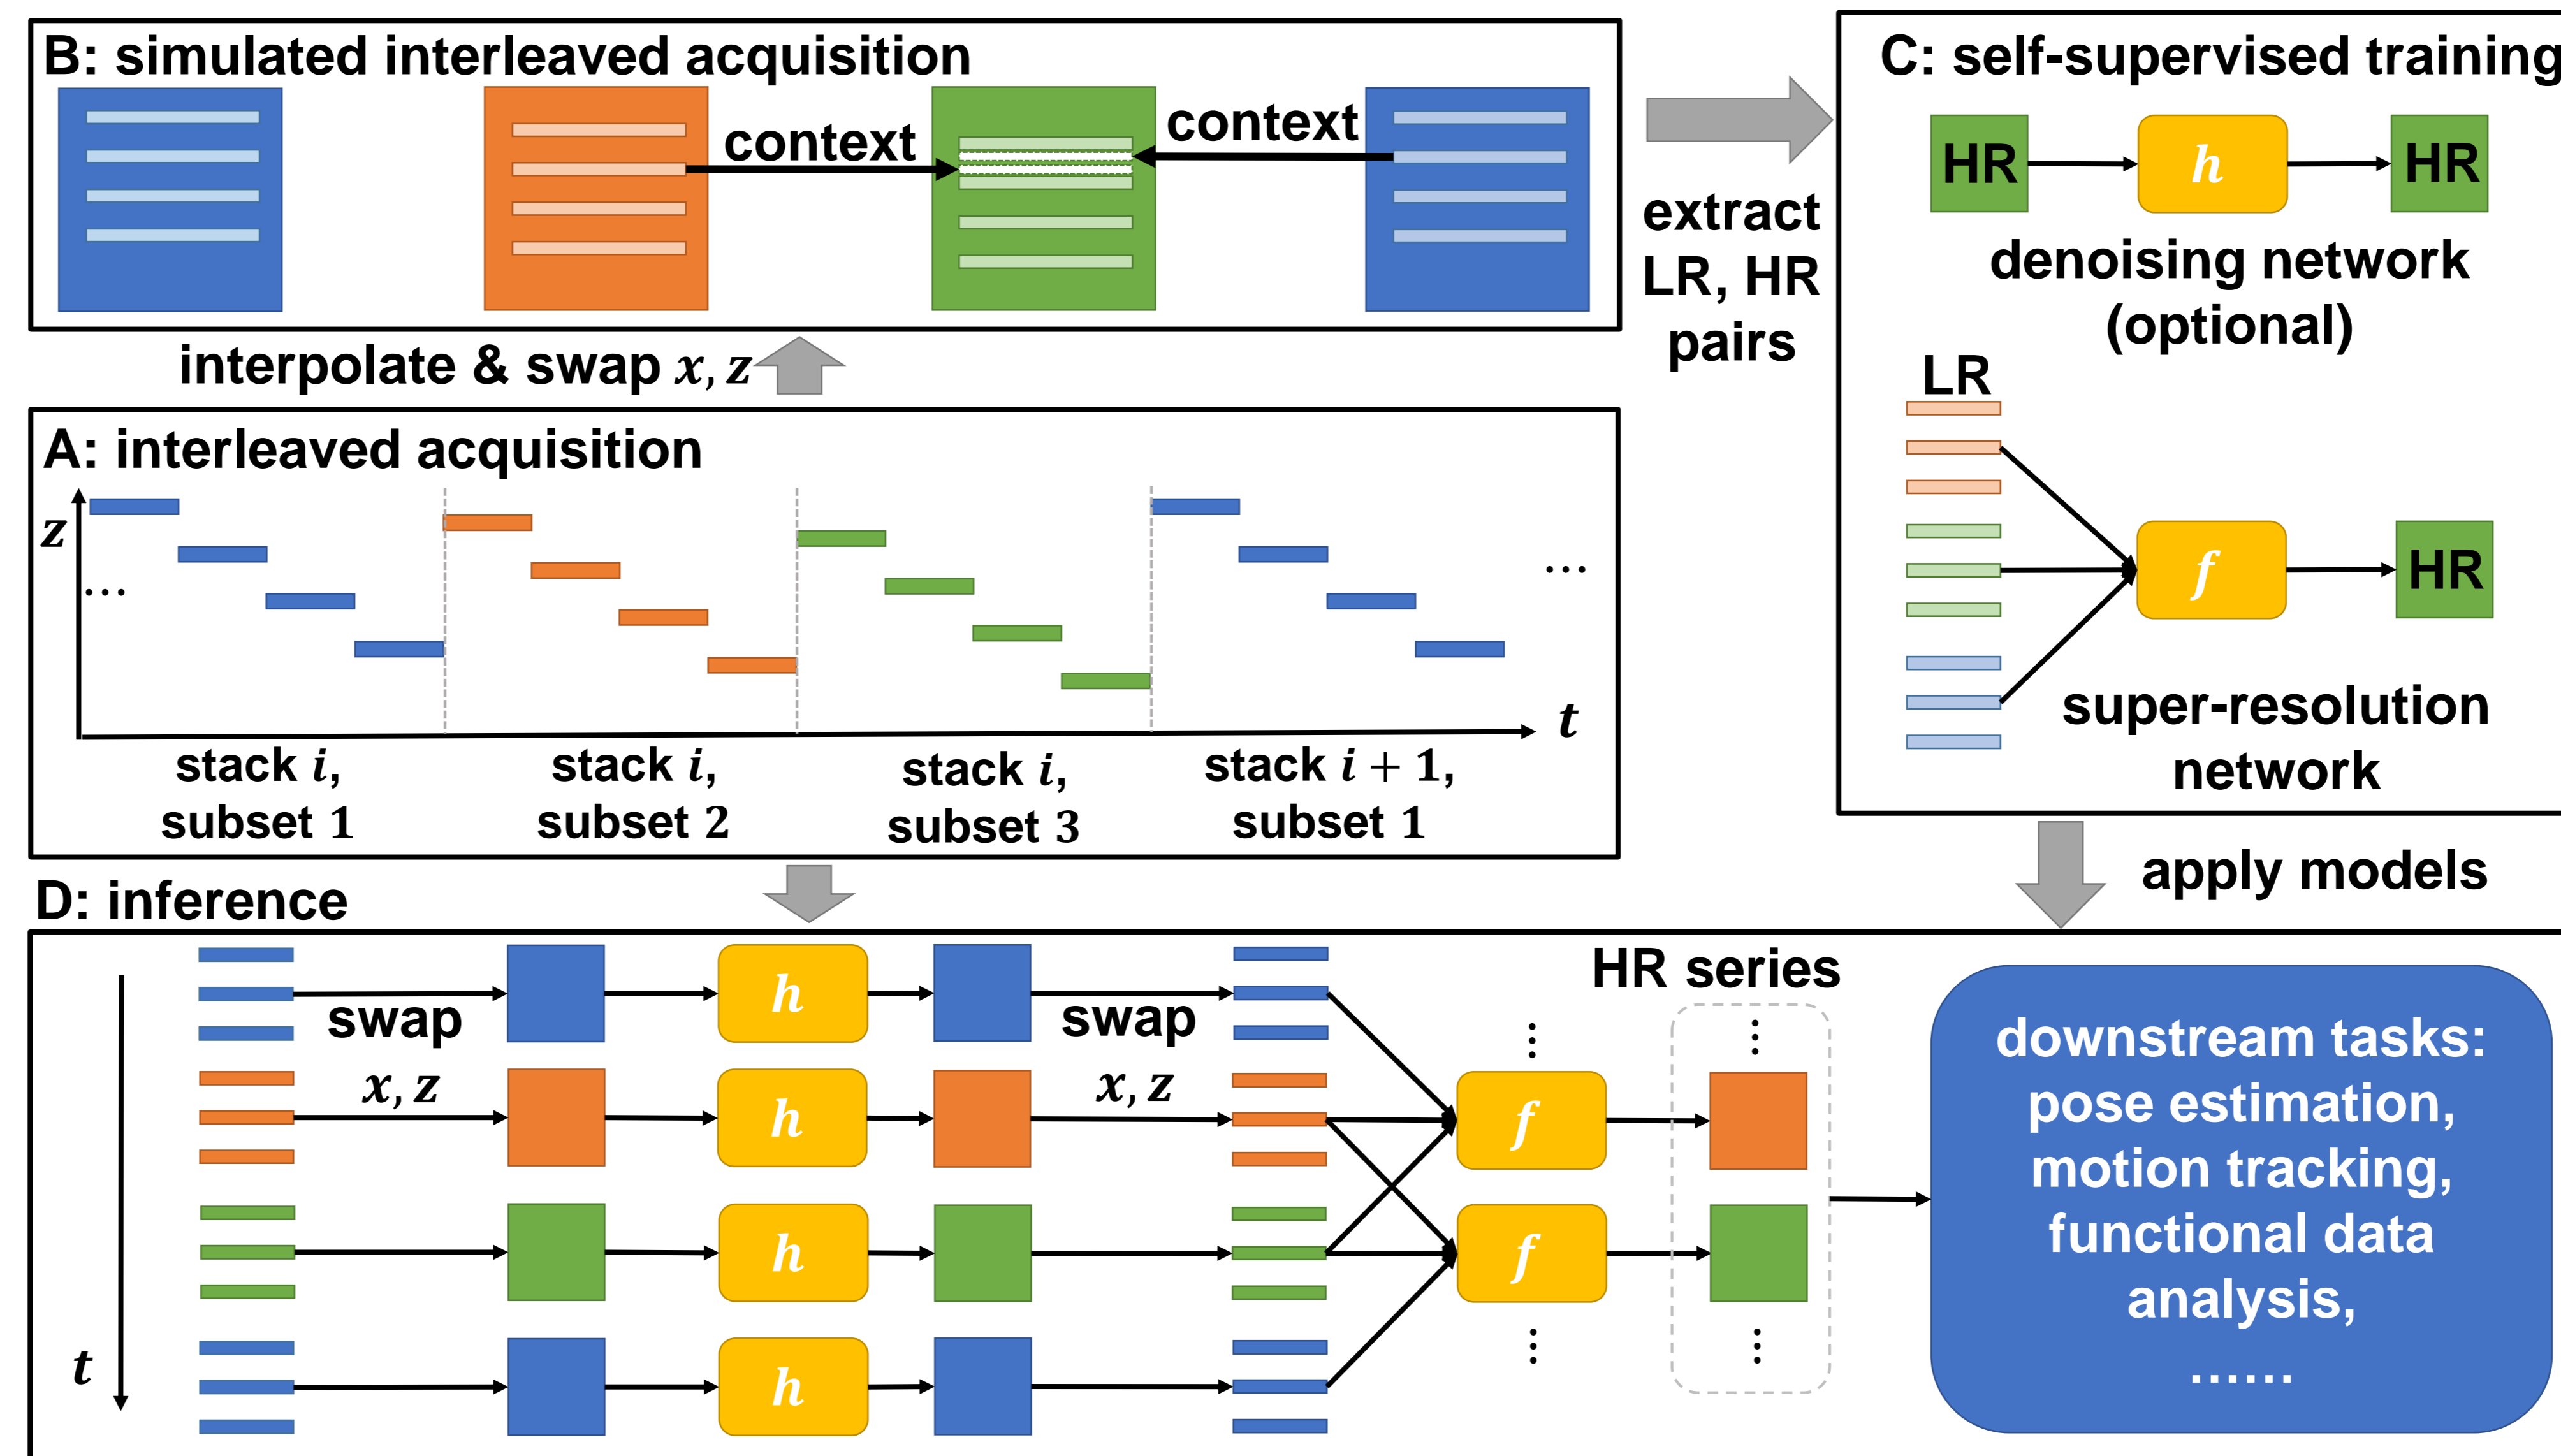 B: simulated interleaved acquisition
context
context
interpolate & swap x, z
extract
LR, HR
pairs
C: self-supervised training
HR
h
HR
denoising network
(optional)
LR
f
HR
super-resolution
network
A: interleaved acquisition
z
...
...
t
stack i,
subset 1
stack i,
subset 2
stack i,
subset 3
stack i + 1,
subset 1
apply models
D: inference
t
swap
x, z
h
h
h
h
swap
x, z
f
f
HR series
downstream tasks:
pose estimation,
motion tracking,
functional data
analysis,
......